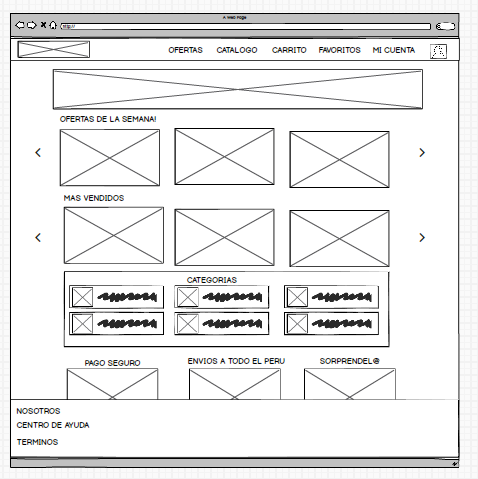 A Web Page
http://
OFERTAS CATALOGO CARRITO FAVORITOS MI CUENTA
OFERTAS DE LA SEMANA!
MAS VENDIDOS
CATEGORIAS
PAGO SEGURO ENVIOS A TODO EL PERU SORPRENDEL@
NOSOTROS
CENTRO DE AYUDA
TERMINOS